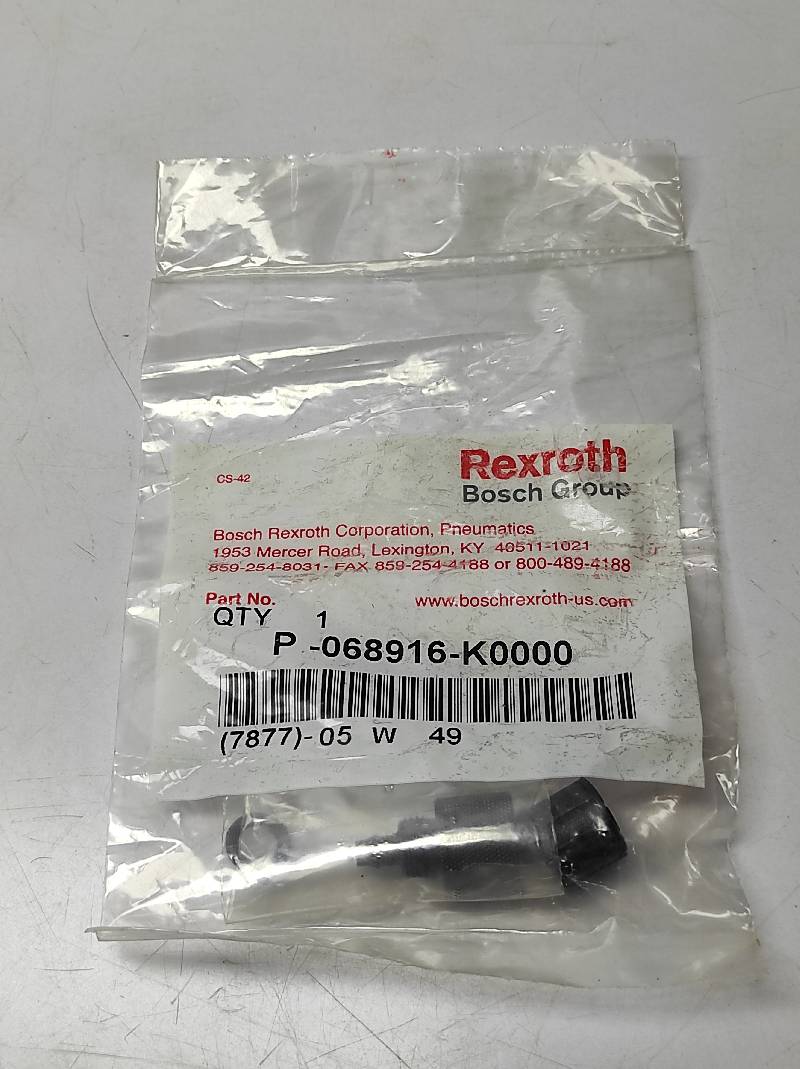 Rexroth
Bosch Group
CS-42
Bosch Rexroth Corporation, Pneumatics
1953 Mercer Road, Lexington, KY 40511-1021
859-254-8031- FAX 859-254-4188 or 800-489-4188
Part No. www.boschrexroth-us.com
QTY 1
P -068916-K0000
(7877)-05 W 49